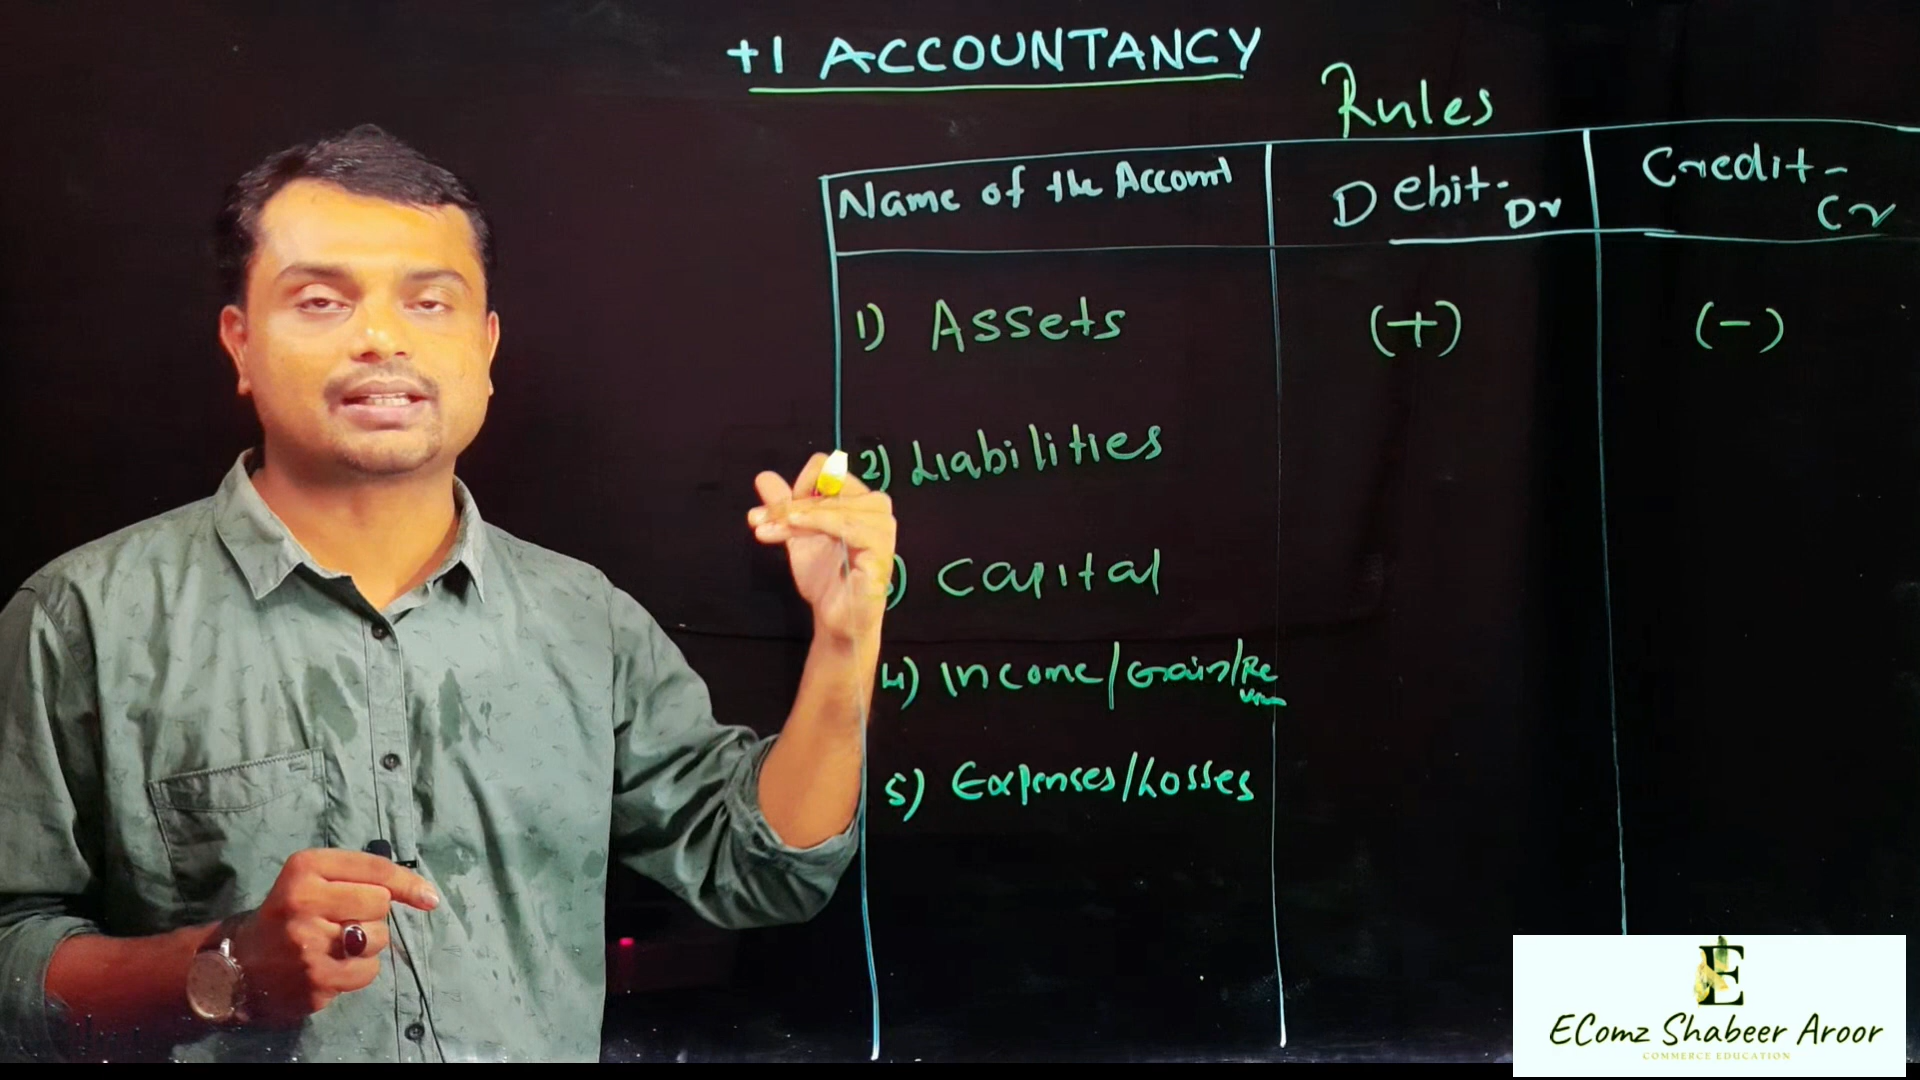 +1 ACCOUNTANCY
Rules
Name of the Account
Debit - Dr
Credit - Cr
1) Assets (+) (-)
2) Liabilities
3) Capital
4) Income/Gain/Re
5) Expenses/Losses
E
EComz Shabeer Aroor
COMMERCE EDUCATION